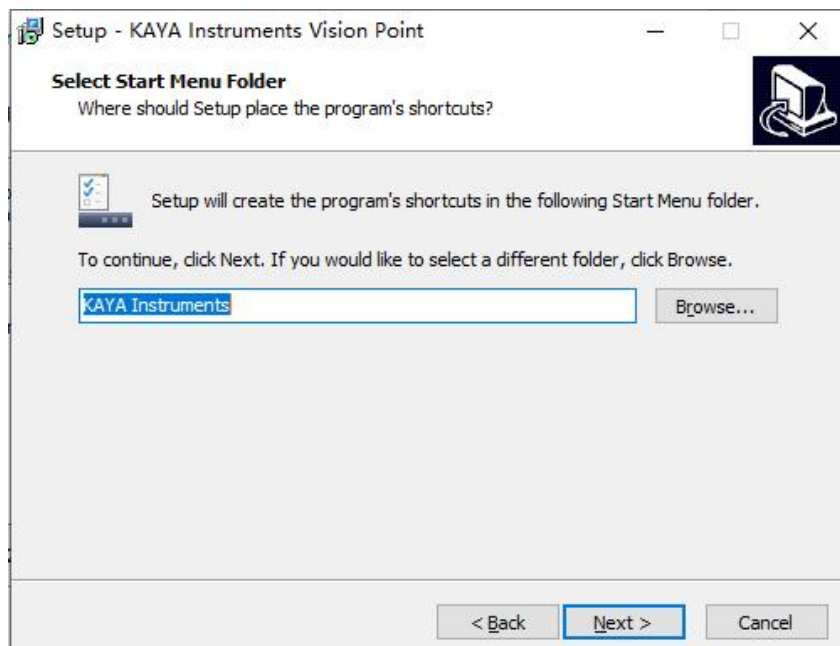 Setup - KAYA Instruments Vision Point
Select Start Menu Folder
Where should Setup place the program's shortcuts?
Setup will create the program's shortcuts in the following Start Menu folder.
To continue, click Next. If you would like to select a different folder, click Browse.
KAYA Instruments
Browse...
< Back
Next >
Cancel